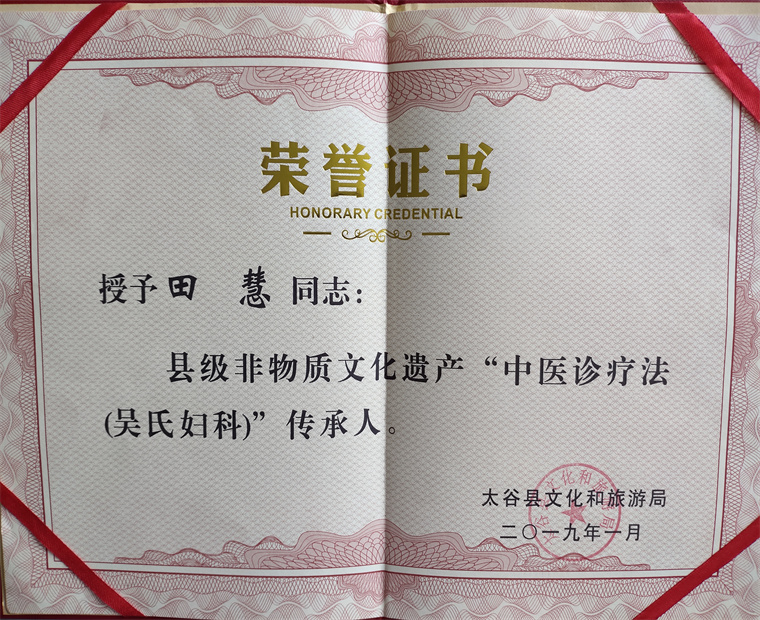 荣誉证书
HONORARY CREDENTIAL
授予田 慧 同志：
县级非物质文化遗产“中医诊疗法
(吴氏妇科)”传承人。
太谷县文化和旅游局
二〇一九年一月